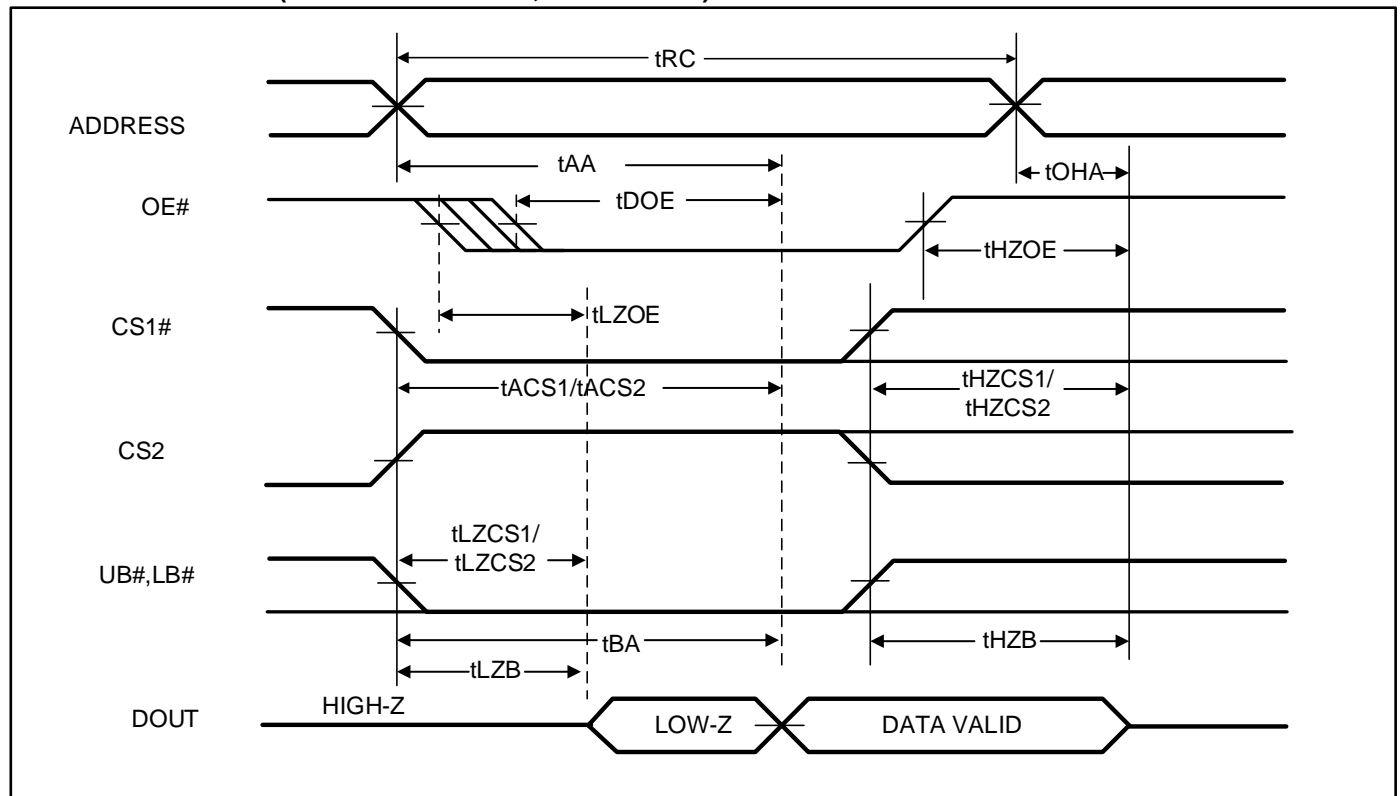 tRC
ADDRESS
tAA
tOHA
OE#
tDOE
tHZOE
tLZOE
CS1#
tACS1/tACS2
tHZCS1/
tHZCS2
CS2
tLZCS1/
tLZCS2
UB#,LB#
tBA
tHZB
tLZB
HIGH-Z
DOUT
LOW-Z
DATA VALID